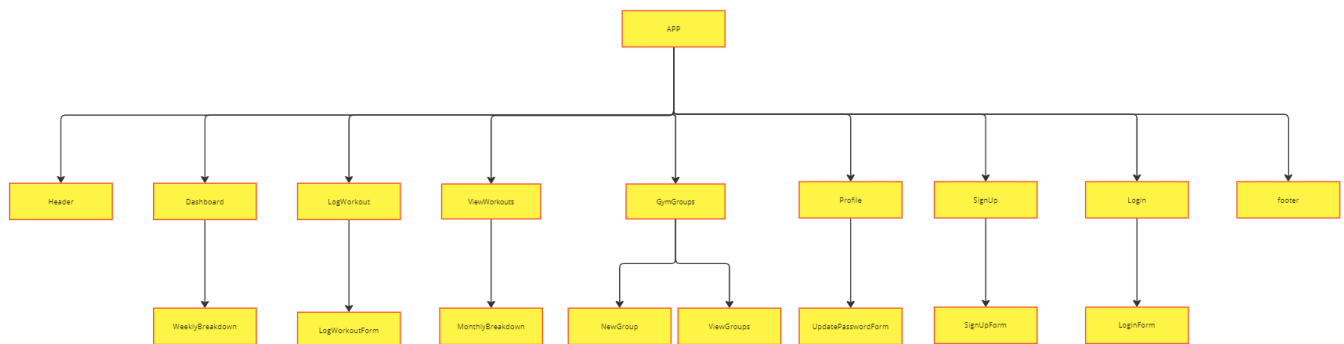 APP
Header
Dashboard
LogWorkout
ViewWorkouts
GymGroups
Profile
SignUp
Login
footer
WeeklyBreakdown
LogWorkoutForm
MonthlyBreakdown
NewGroup
ViewGroups
UpdatePasswordForm
SignUpForm
LoginForm